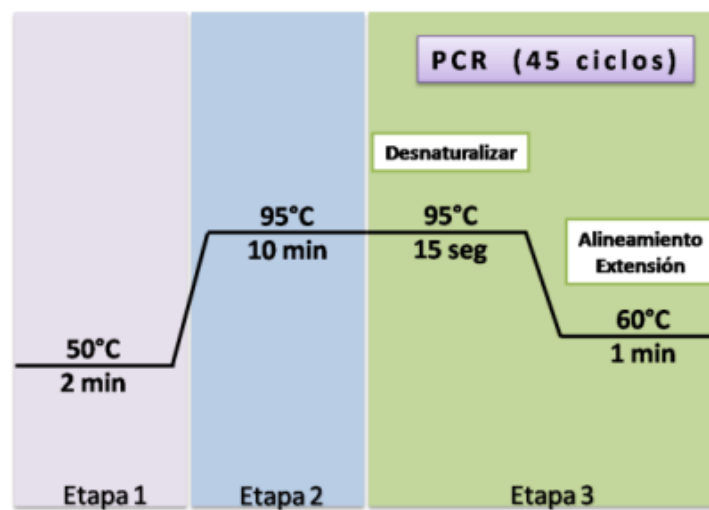 PCR (45 ciclos)
Desnaturalizar
95°C
10 min
95°C
15 seg
Alineamiento
Extensión
50°C
2 min
60°C
1 min
Etapa 1
Etapa 2
Etapa 3